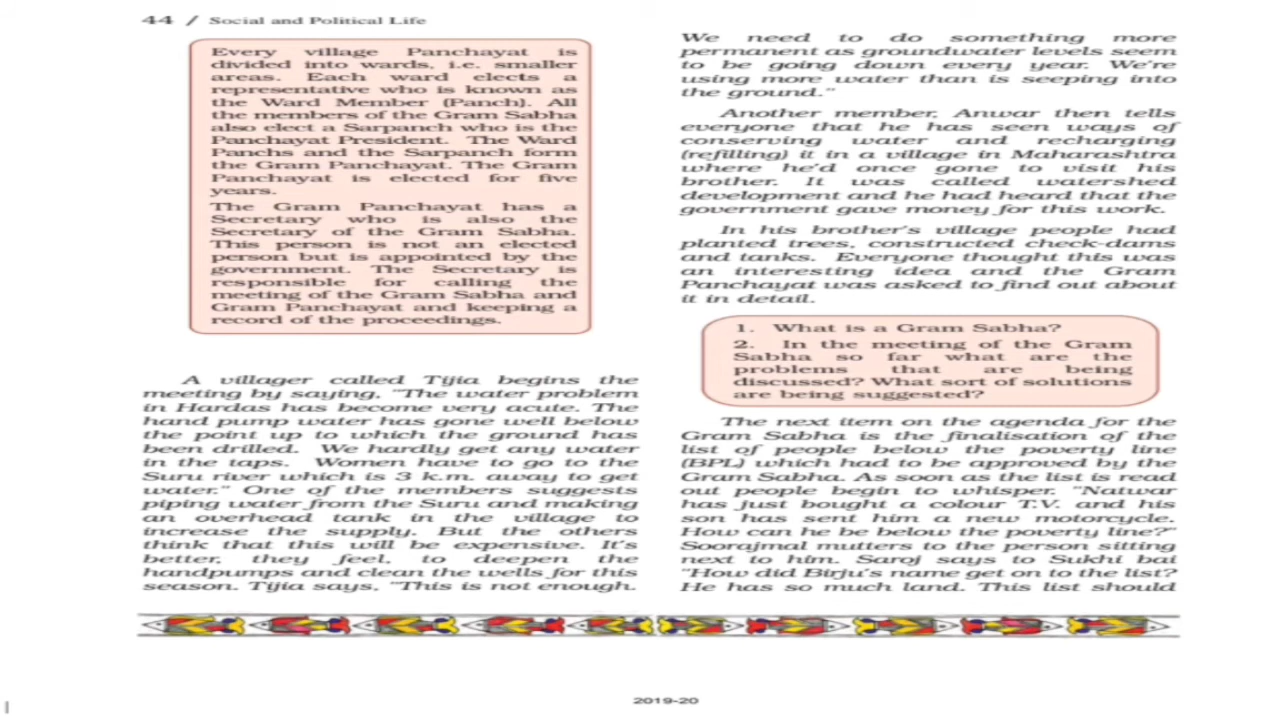 44 / Social and Political Life
Every village Panchayat is
divided into wards, i.e. smaller
areas. Each ward elects a
representative who is known as
the Ward Member (Panch). All
the members of the Gram Sabha
also elect a Sarpanch who is the
Panchayat President. The Ward
Panchs and the Sarpanch form
the Gram Panchayat. The Gram
Panchayat is elected for five
years.
The Gram Panchayat has a
Secretary who is also the
Secretary of the Gram Sabha.
This person is not an elected
person but is appointed by the
government. The Secretary is
responsible for calling the
meeting of the Gram Sabha and
Gram Panchayat and keeping a
record of the proceedings.
A villager called Tijia begins the
meeting by saying, "The water problem
in Hardas has become very acute. The
hand pump water has gone well below
the point up to which the ground has
been drilled. We hardly get any water
in the taps. Women have to go to the
Suru river which is 3 k.m. away to get
water." One of the members suggests
piping water from the Suru and making
an overhead tank in the village to
increase the supply. But the others
think that this will be expensive. It's
better, they feel, to deepen the
handpumps and clean the wells for this
season. Tijia says, "This is not enough.
We need to do something more
permanent as groundwater levels seem
to be going down every year. We're
using more water than is seeping into
the ground."
Another member, Anwar then tells
everyone that he has seen ways of
conserving water and recharging
(refilling) it in a village in Maharashtra
where he'd once gone to visit his
brother. It was called watershed
development and he had heard that the
government gave money for this work.
In his brother's village people had
planted trees, constructed check-dams
and tanks. Everyone thought this was
an interesting idea and the Gram
Panchayat was asked to find out about
it in detail.
1. What is a Gram Sabha?
2. In the meeting of the Gram
Sabha so far what are the
problems that are being
discussed? What sort of solutions
are being suggested?
The next item on the agenda for the
Gram Sabha is the finalisation of the
list of people below the poverty line
(BPL) which had to be approved by the
Gram Sabha. As soon as the list is read
out people begin to whisper. "Natwar
has just bought a colour T.V. and his
son has sent him a new motorcycle.
How can he be below the poverty line?"
Soorajmal mutters to the person sitting
next to him. Saroj says to Sukhi bai
"How did Birju's name get on to the list?
He has so much land. This list should
2019-20